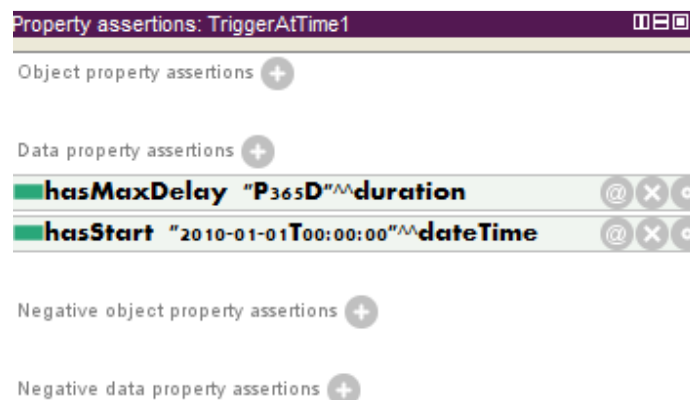 Property assertions: TriggerAtTime1
Object property assertions
Data property assertions
hasMaxDelay "P365D"^^duration
hasStart "2010-01-01T00:00:00"^^dateTime
Negative object property assertions
Negative data property assertions